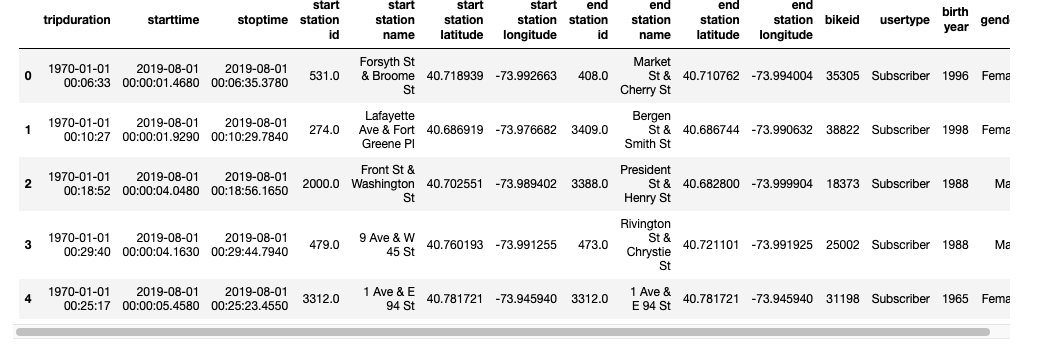 tripduration starttime stoptime start station id start station name start station latitude start station longitude end station id end station name end station latitude end station longitude bikeid usertype birth year gende
0 1970-01-01 00:06:33 2019-08-01 00:00:01.4680 2019-08-01 00:06:35.3780 531.0 Forsyth St & Broome St 40.718939 -73.992663 408.0 Market St & Cherry St 40.710762 -73.994004 35305 Subscriber 1996 Fema
1 1970-01-01 00:10:27 2019-08-01 00:00:01.9290 2019-08-01 00:10:29.7840 274.0 Lafayette Ave & Fort Greene Pl 40.686919 -73.976682 3409.0 Bergen St & Smith St 40.686744 -73.990632 38822 Subscriber 1998 Fema
2 1970-01-01 00:18:52 2019-08-01 00:00:04.0480 2019-08-01 00:18:56.1650 2000.0 Front St & Washington St 40.702551 -73.989402 3388.0 President St & Henry St 40.682800 -73.999904 18373 Subscriber 1988 Ma
3 1970-01-01 00:29:40 2019-08-01 00:00:04.1630 2019-08-01 00:29:44.7940 479.0 9 Ave & W 45 St 40.760193 -73.991255 473.0 Rivington St & Chrystie St 40.721101 -73.991925 25002 Subscriber 1988 Ma
4 1970-01-01 00:25:17 2019-08-01 00:00:05.4580 2019-08-01 00:25:23.4550 3312.0 1 Ave & E 94 St 40.781721 -73.945940 3312.0 1 Ave & E 94 St 40.781721 -73.945940 31198 Subscriber 1965 Fema